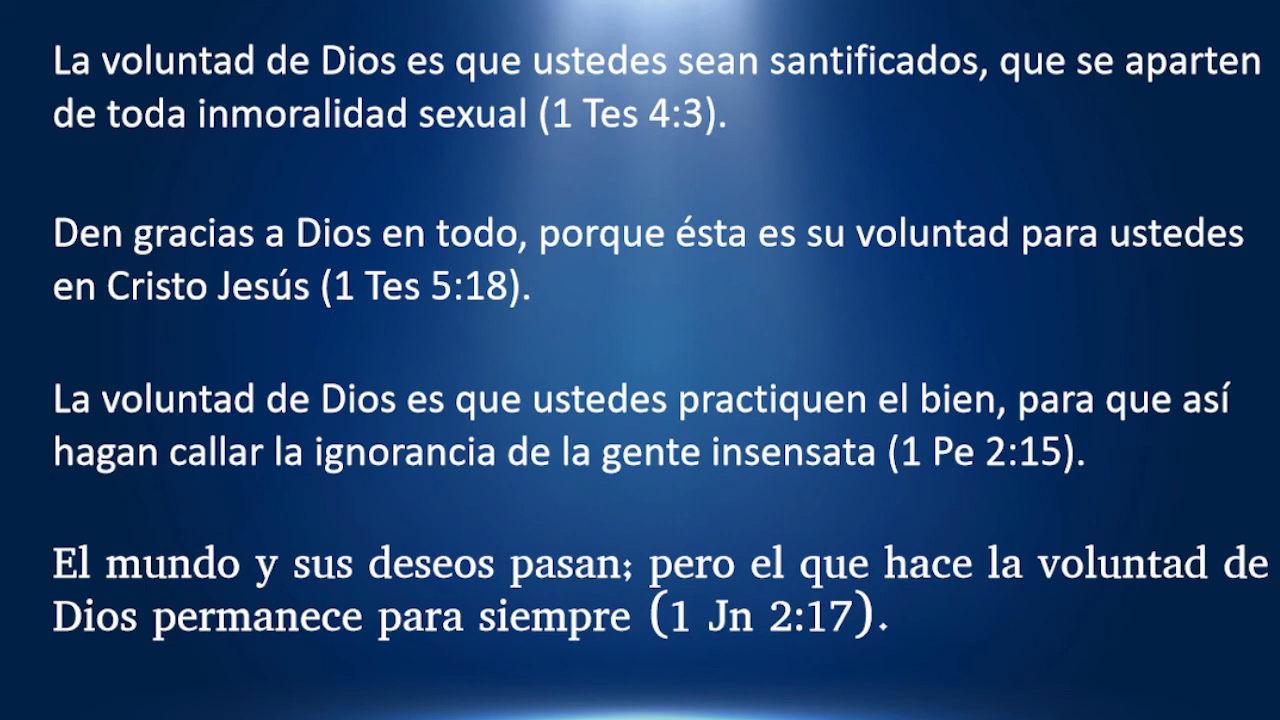 La voluntad de Dios es que ustedes sean santificados, que se aparten
de toda inmoralidad sexual (1 Tes 4:3).
Den gracias a Dios en todo, porque ésta es su voluntad para ustedes
en Cristo Jesús (1 Tes 5:18).
La voluntad de Dios es que ustedes practiquen el bien, para que así
hagan callar la ignorancia de la gente insensata (1 Pe 2:15).
El mundo y sus deseos pasan; pero el que hace la voluntad de
Dios permanece para siempre (1 Jn 2:17).